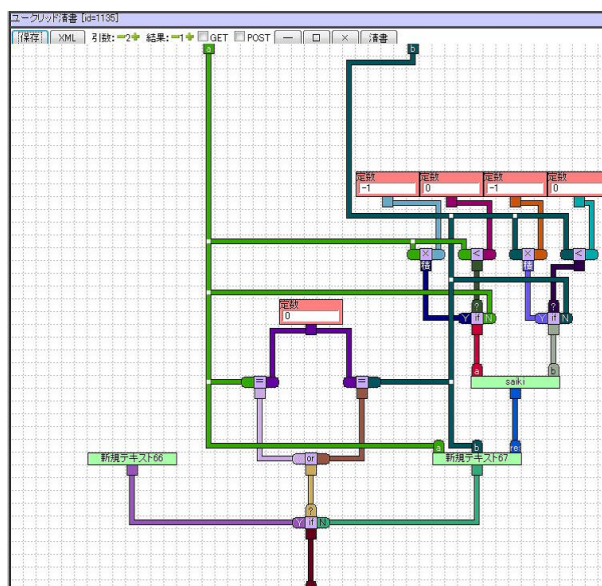 ユークリッド清書 [id=1135]
保存 XML 引数: 2 結果: 1 GET POST — □ × 清書
a b
定数 定数 定数 定数
-1 0 -1 0
× < × <
積 積
? ?
Y if N Y if N
定数
0
a b
saiki
= =
a b re
新規テキスト66 or 新規テキスト67
?
Y if N